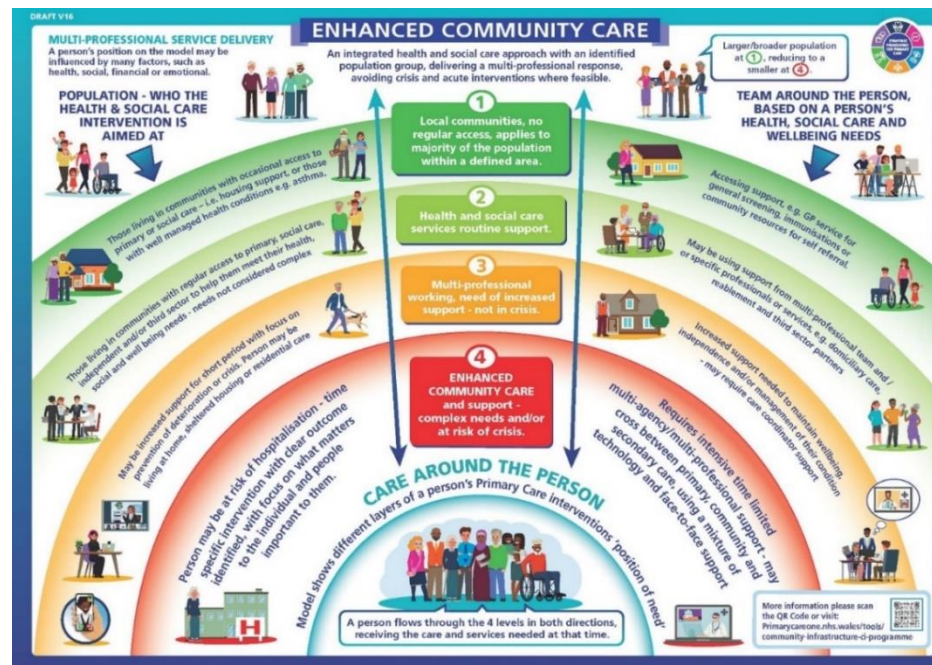 DRAFT V16
ENHANCED COMMUNITY CARE
An integrated health and social care approach with an identified
population group, delivering a multi-professional response,
avoiding crisis and acute interventions where feasible.
MULTI-PROFESSIONAL SERVICE DELIVERY
A person's position on the model may be
influenced by many factors, such as
health, social, financial or emotional.
POPULATION - WHO THE
HEALTH & SOCIAL CARE
INTERVENTION IS
AIMED AT
Larger/broader population
at 1, reducing to a
smaller at 4.
TEAM AROUND THE PERSON,
BASED ON A PERSON'S
HEALTH, SOCIAL CARE AND
WELLBEING NEEDS
1
Local communities, no
regular access, applies to
majority of the population
within a defined area.
Those living in communities with occasional access to
primary or social care – i.e. housing support, or those
with well managed health conditions e.g. asthma.
Accessing support, e.g. GP service for
general screening, immunisations or
community resources for self referral.
2
Health and social care
services routine support.
Those living in communities with regular access to primary, social care,
independent and/or third sector to help them meet their health,
social and well being needs - needs not considered complex
May be using support from multi-professional team and /
or specific professionals or services, e.g. domiciliary care,
reablement and third sector partners
3
Multi-professional
working, need of increased
support - not in crisis.
May be increased support for short period with focus on
prevention of deterioration or crisis. Person may be
living at home, sheltered housing or residential care
Increased support needed to maintain wellbeing,
independence and/or management of their condition
- may require care coordinator support
4
ENHANCED
COMMUNITY CARE
and support -
complex needs and/or
at risk of crisis.
Person may be at risk of hospitalisation - time
specific intervention with clear outcome
identified, with focus on what matters
to the individual and people
important to them.
Requires intensive time limited
multi-agency/multi-professional support - may
cross between primary, community and
secondary care, using a mixture of
technology and face-to-face support
CARE AROUND THE PERSON
Model shows different layers of a person's Primary Care interventions 'position of need'
H
A person flows through the 4 levels in both directions,
receiving the care and services needed at that time.
More information please scan
the QR Code or visit:
Primarycareone.nhs.wales/tools/
community-infrastructure-ci-programme